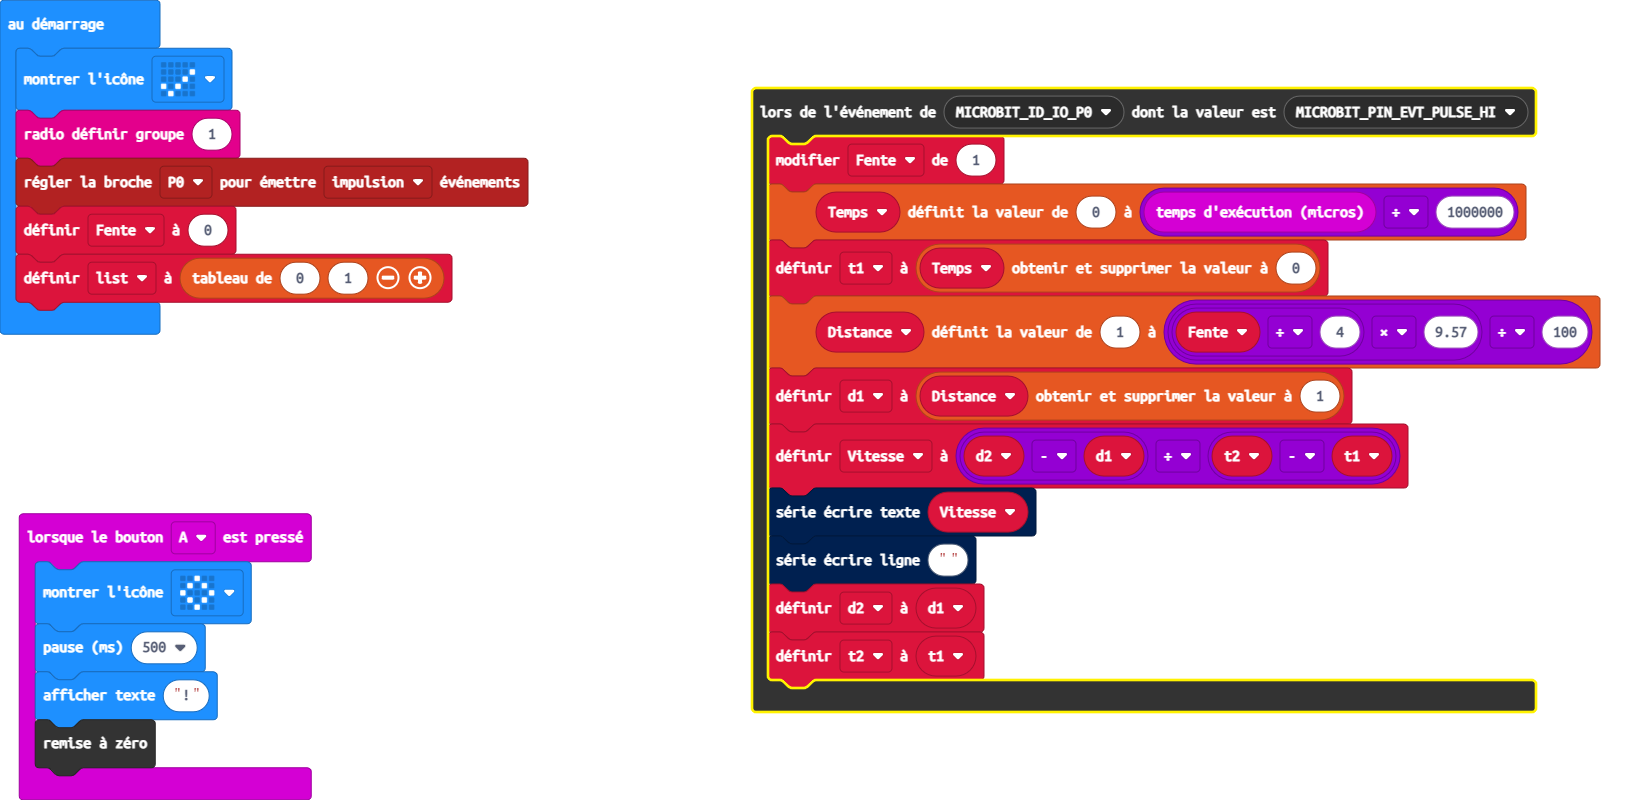 au démarrage
montrer l'icône
radio définir groupe 1
régler la broche P0 pour émettre impulsion événements
définir Fente à 0
définir list à tableau de 0 1
lorsque le bouton A est pressé
montrer l'icône
pause (ms) 500
afficher texte "!"
remise à zéro
lors de l'événement de MICROBIT_ID_IO_P0 dont la valeur est MICROBIT_PIN_EVT_PULSE_HI
modifier Fente de 1
Temps définit la valeur de 0 à temps d'exécution (micros) ÷ 1000000
définir t1 à Temps obtenir et supprimer la valeur à 0
Distance définit la valeur de 1 à Fente ÷ 4 × 9.57 ÷ 100
définir d1 à Distance obtenir et supprimer la valeur à 1
définir Vitesse à d2 - d1 ÷ t2 - t1
série écrire texte Vitesse
série écrire ligne " "
définir d2 à d1
définir t2 à t1